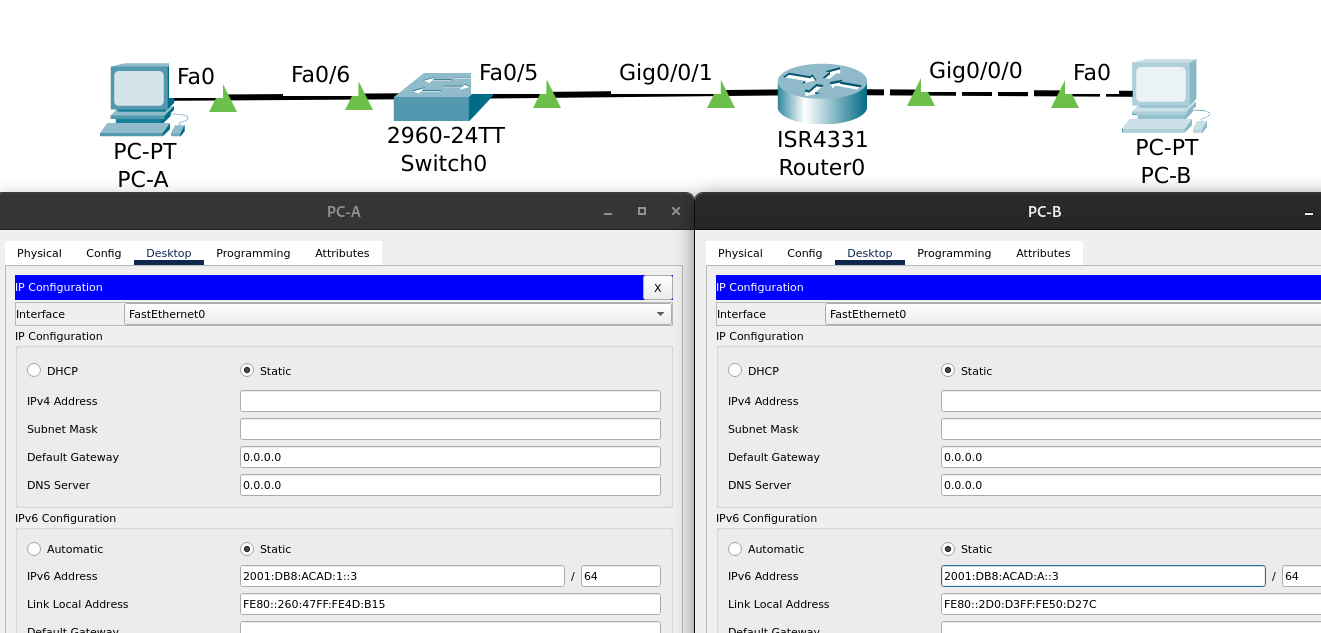 Fa0 Fa0/6 Fa0/5 Gig0/0/1 Gig0/0/0 Fa0
PC-PT
PC-A
2960-24TT
Switch0
ISR4331
Router0
PC-PT
PC-B
PC-A
Physical Config Desktop Programming Attributes
IP Configuration X
Interface FastEthernet0
IP Configuration
DHCP Static
IPv4 Address
Subnet Mask
Default Gateway 0.0.0.0
DNS Server 0.0.0.0
IPv6 Configuration
Automatic Static
IPv6 Address 2001:DB8:ACAD:1::3 / 64
Link Local Address FE80::260:47FF:FE4D:B15
Default Gateway
PC-B
Physical Config Desktop Programming Attributes
IP Configuration
Interface FastEthernet0
IP Configuration
DHCP Static
IPv4 Address
Subnet Mask
Default Gateway 0.0.0.0
DNS Server 0.0.0.0
IPv6 Configuration
Automatic Static
IPv6 Address 2001:DB8:ACAD:A::3 / 64
Link Local Address FE80::2D0:D3FF:FE50:D27C
Default Gateway